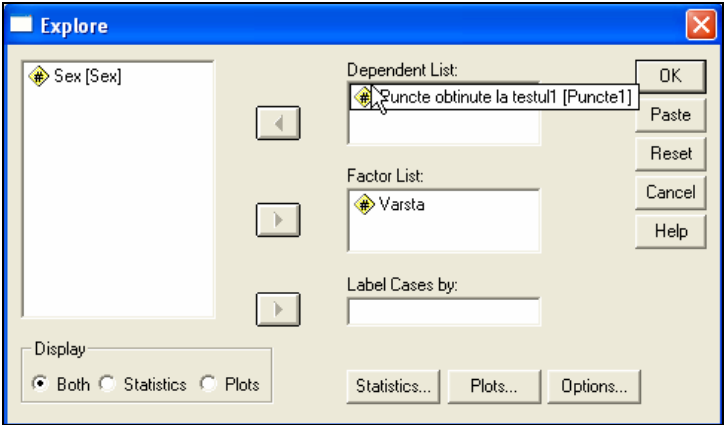 Explore
Sex [Sex]
Dependent List:
Puncte obtinute la testul1 [Puncte1]
Factor List:
Varsta
Label Cases by:
OK
Paste
Reset
Cancel
Help
Display
Both Statistics Plots
Statistics... Plots... Options...